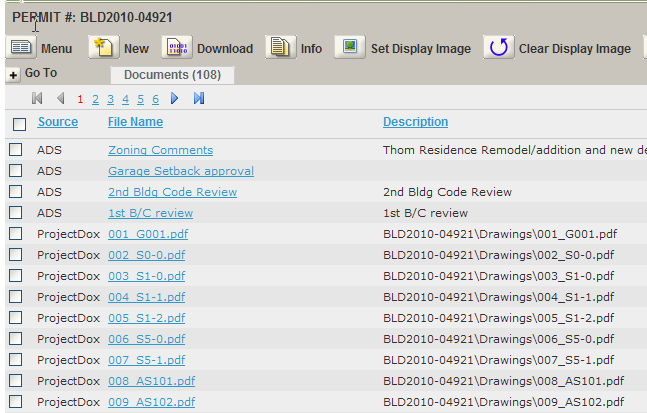 PERMIT #: BLD2010-04921
Menu New Download Info Set Display Image Clear Display Image
Go To Documents (108)
1 2 3 4 5 6
Source File Name Description
ADS Zoning Comments Thom Residence Remodel/addition and new de
ADS Garage Setback approval
ADS 2nd Bldg Code Review 2nd Bldg Code Review
ADS 1st B/C review 1st B/C review
ProjectDox 001_G001.pdf BLD2010-04921\Drawings\001_G001.pdf
ProjectDox 002_S0-0.pdf BLD2010-04921\Drawings\002_S0-0.pdf
ProjectDox 003_S1-0.pdf BLD2010-04921\Drawings\003_S1-0.pdf
ProjectDox 004_S1-1.pdf BLD2010-04921\Drawings\004_S1-1.pdf
ProjectDox 005_S1-2.pdf BLD2010-04921\Drawings\005_S1-2.pdf
ProjectDox 006_S5-0.pdf BLD2010-04921\Drawings\006_S5-0.pdf
ProjectDox 007_S5-1.pdf BLD2010-04921\Drawings\007_S5-1.pdf
ProjectDox 008_AS101.pdf BLD2010-04921\Drawings\008_AS101.pdf
ProjectDox 009_AS102.pdf BLD2010-04921\Drawings\009_AS102.pdf